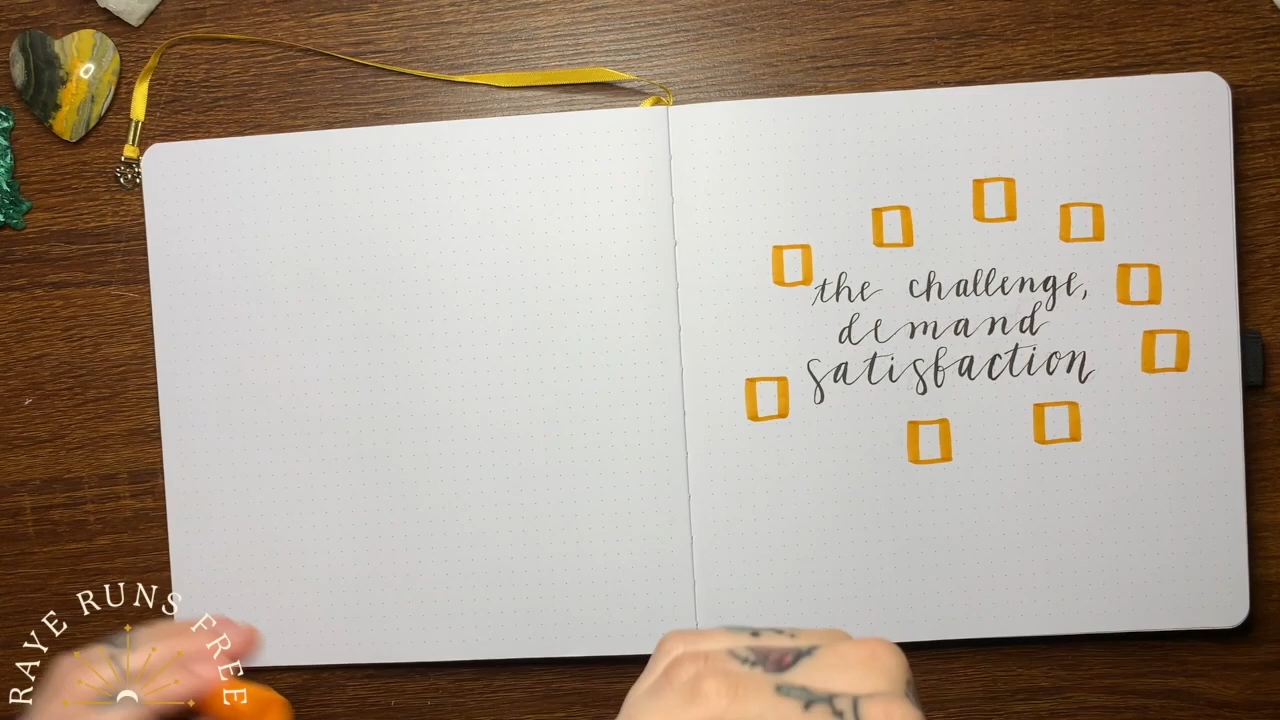 the challenge,
demand
satisfaction
RAYE RUNS FREE